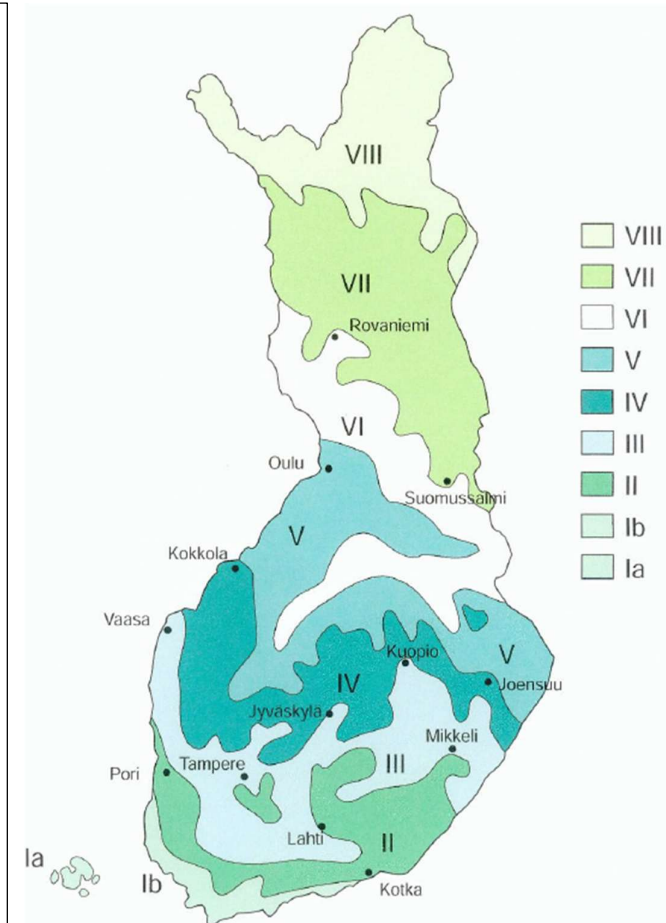 VIII
VII
Rovaniemi
VI
Oulu
Suomussalmi
V
Kokkola
Vaasa
Kuopio
V
Joensuu
IV
Jyväskylä
Mikkeli
Tampere
III
Pori
Lahti
II
Ia
Ib
Kotka
VIII
VII
VI
V
IV
III
II
Ib
Ia